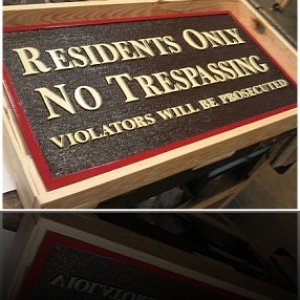 Residents Only
No Trespassing
Violators will be prosecuted